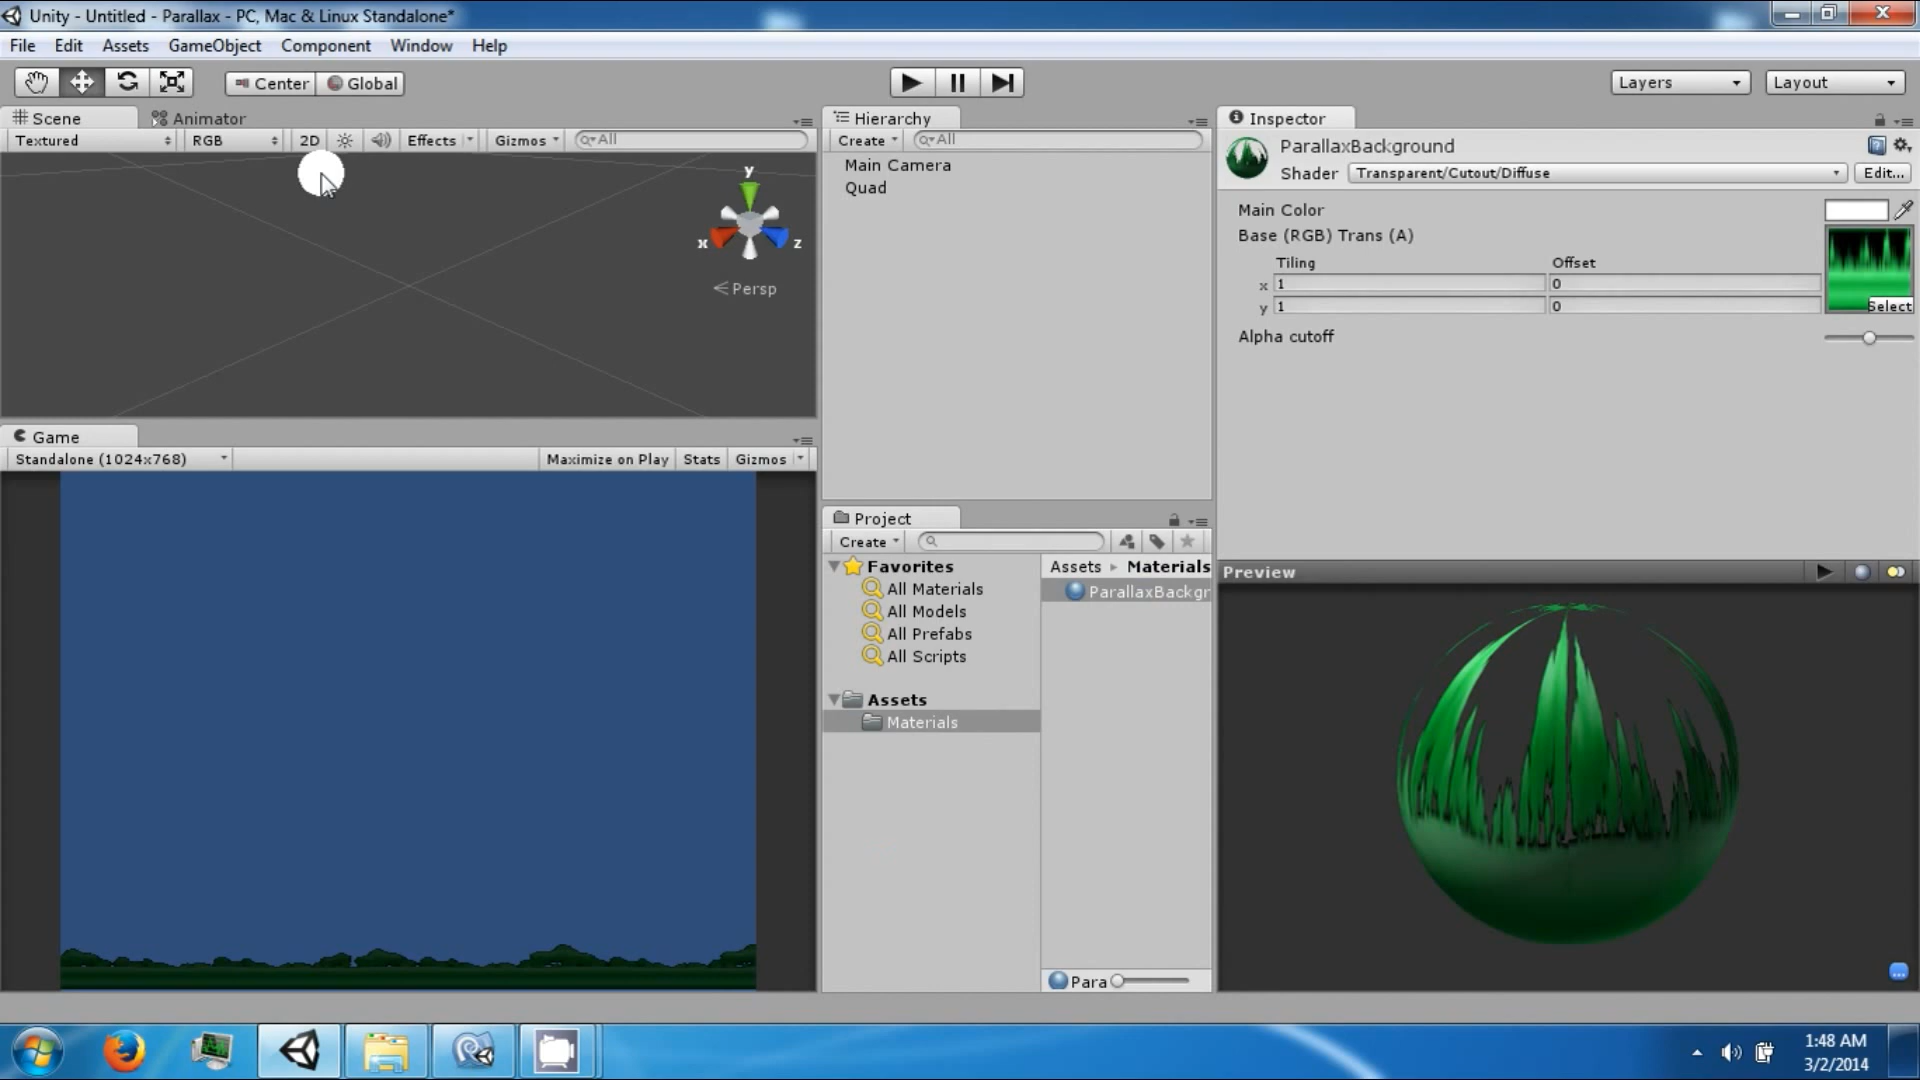 Unity - Untitled - Parallax - PC, Mac & Linux Standalone*
File Edit Assets GameObject Component Window Help
Center Global Layers Layout
Scene Animator
Textured RGB 2D Effects Gizmos All
y
x z
Persp
Game
Standalone (1024x768) Maximize on Play Stats Gizmos
Hierarchy
Create All
Main Camera
Quad
Project
Create
Favorites
All Materials
All Models
All Prefabs
All Scripts
Assets
Materials
Assets Materials
ParallaxBackgr
Para
Inspector
ParallaxBackground
Shader Transparent/Cutout/Diffuse Edit...
Main Color
Base (RGB) Trans (A)
Tiling Offset
x 1 0
y 1 0
Select
Alpha cutoff
Preview
1:48 AM
3/2/2014